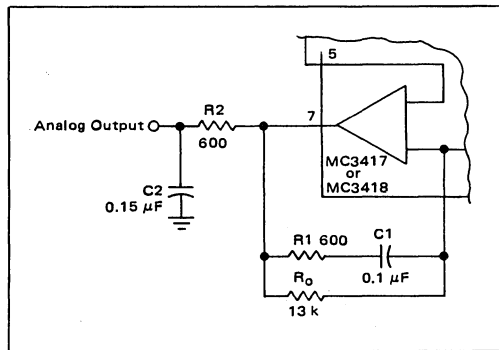 5
R2
7
Analog Output
600
MC3417
or
MC3418
C2
0.15 μF
R1 600
C1
0.1 μF
Ro
13 k